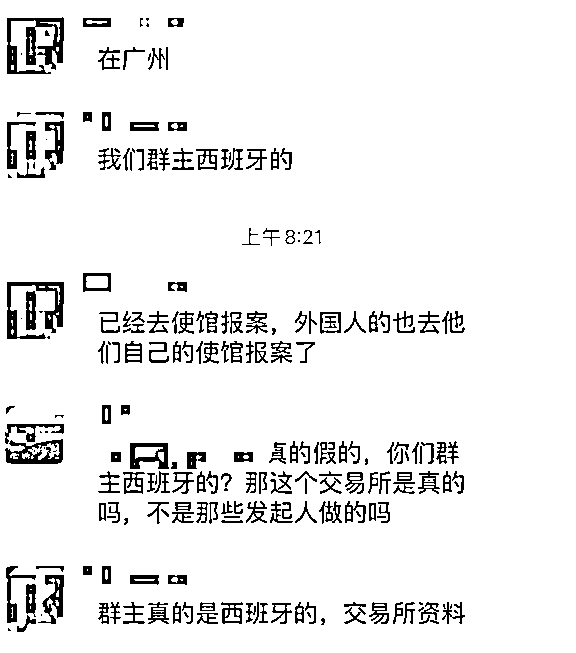 在广州
我们群主西班牙的
上午8:21
已经去使馆报案，外国人的也去他
们自己的使馆报案了
真的假的，你们群
主西班牙的？那这个交易所是真的
吗，不是那些发起人做的吗
群主真的是西班牙的，交易所资料